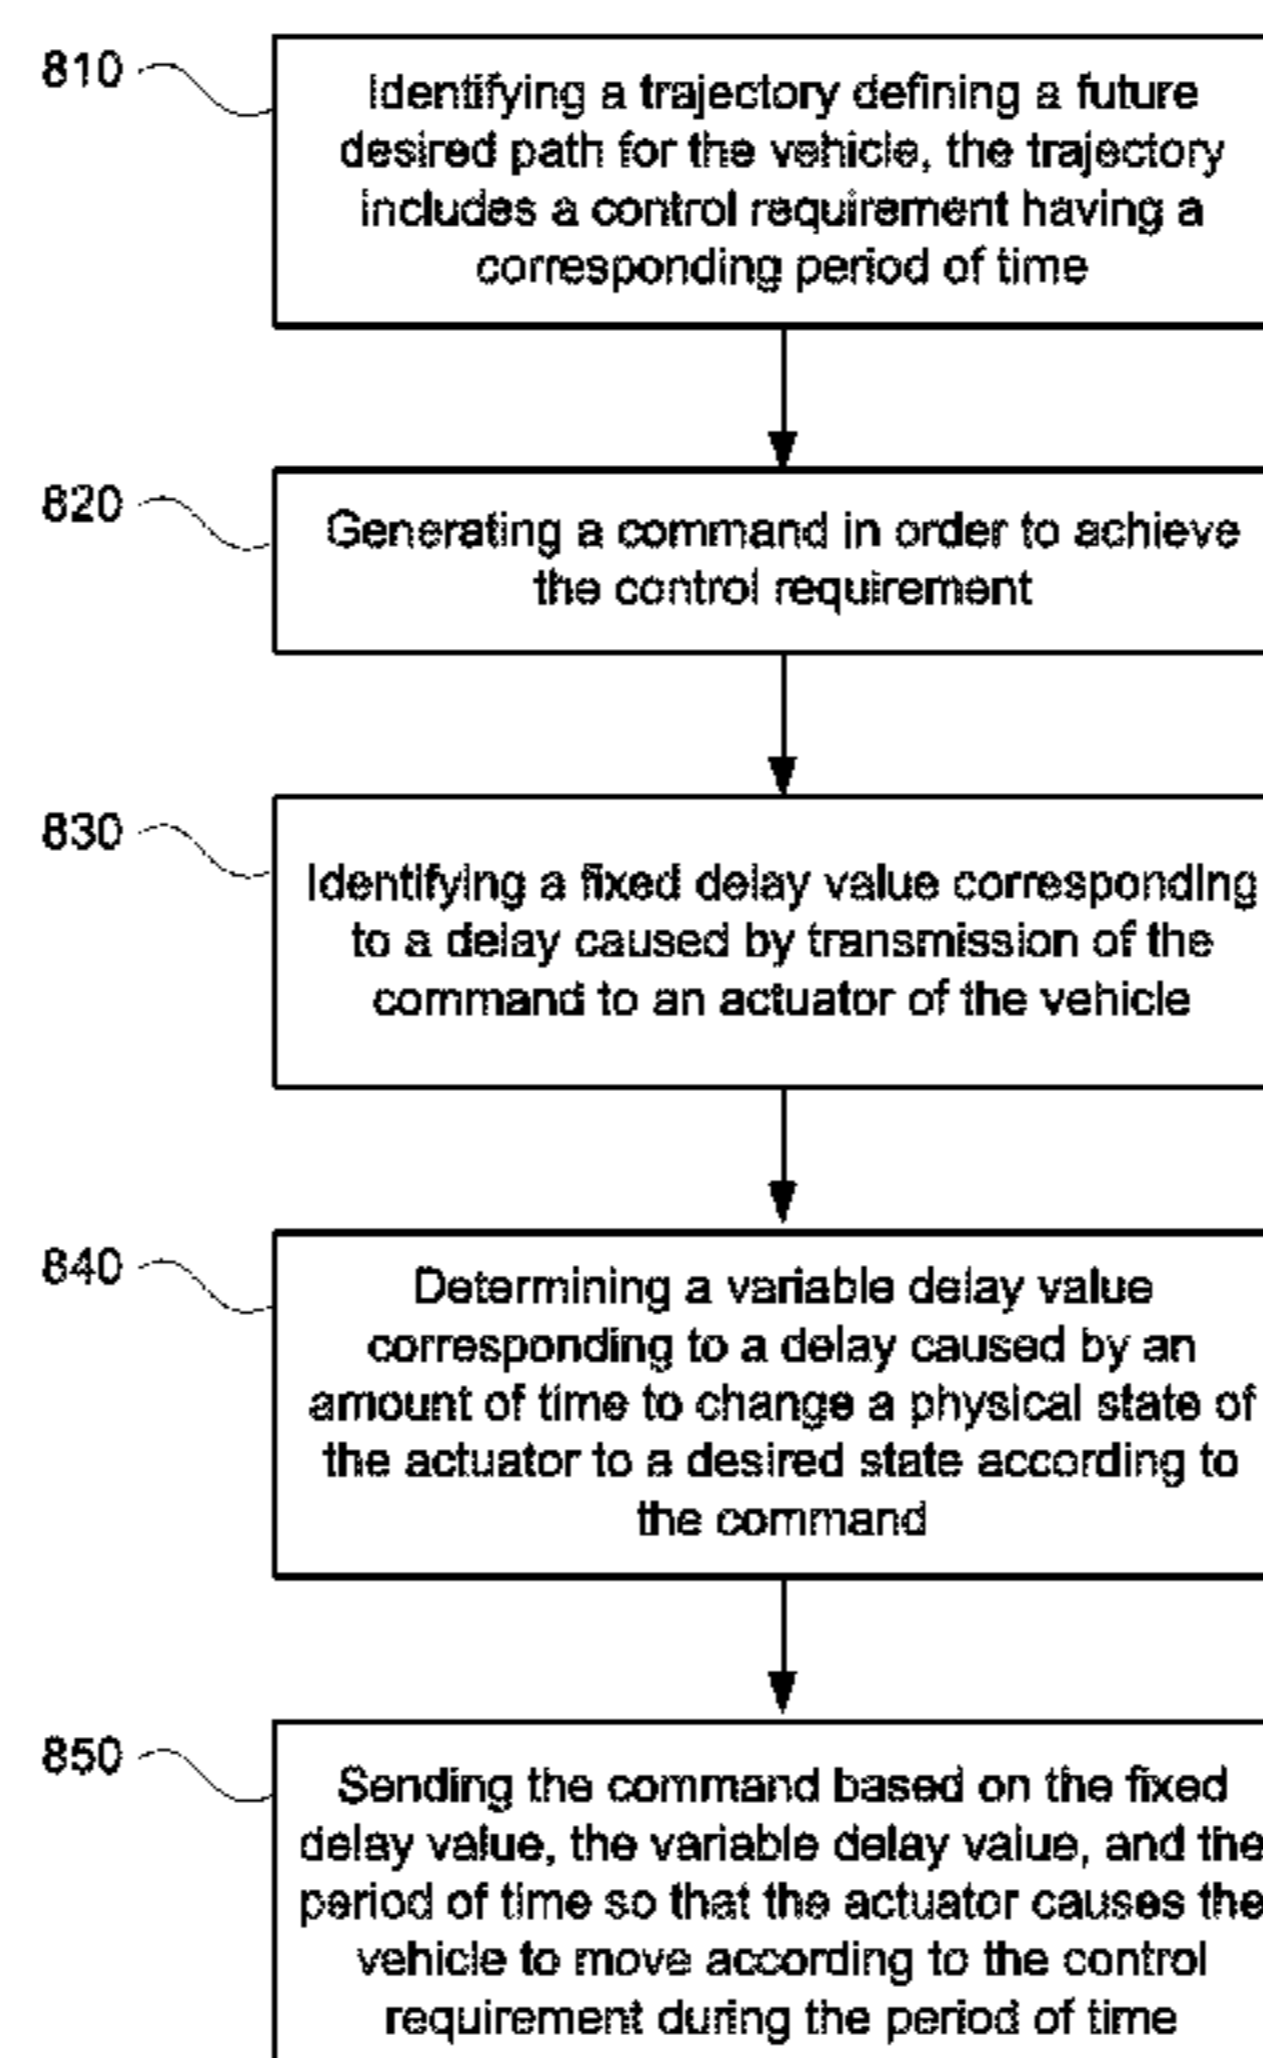 810
Identifying a trajectory defining a future
desired path for the vehicle, the trajectory
includes a control requirement having a
corresponding period of time
820
Generating a command in order to achieve
the control requirement
830
Identifying a fixed delay value corresponding
to a delay caused by transmission of the
command to an actuator of the vehicle
840
Determining a variable delay value
corresponding to a delay caused by an
amount of time to change a physical state of
the actuator to a desired state according to
the command
850
Sending the command based on the fixed
delay value, the variable delay value, and the
period of time so that the actuator causes the
vehicle to move according to the control
requirement during the period of time